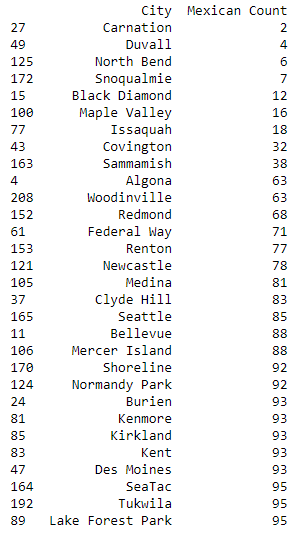 City Mexican Count
27 Carnation 2
49 Duvall 4
125 North Bend 6
172 Snoqualmie 7
15 Black Diamond 12
100 Maple Valley 16
77 Issaquah 18
43 Covington 32
163 Sammamish 38
4 Algona 63
208 Woodinville 63
152 Redmond 68
61 Federal Way 71
153 Renton 77
121 Newcastle 78
105 Medina 81
37 Clyde Hill 83
165 Seattle 85
11 Bellevue 88
106 Mercer Island 88
170 Shoreline 92
124 Normandy Park 92
24 Burien 93
81 Kenmore 93
85 Kirkland 93
83 Kent 93
47 Des Moines 93
164 SeaTac 95
192 Tukwila 95
89 Lake Forest Park 95